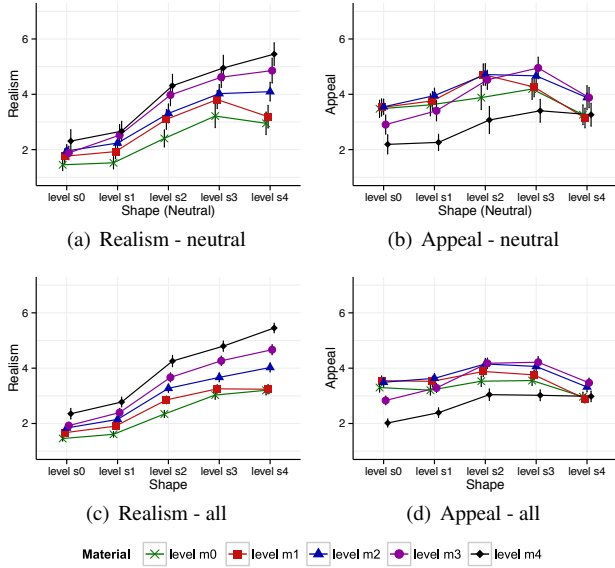 6
4
2
Realism
level s0 level s1 level s2 level s3 level s4
Shape (Neutral)
(a) Realism - neutral
6
4
2
Appeal
level s0 level s1 level s2 level s3 level s4
Shape (Neutral)
(b) Appeal - neutral
6
4
2
Realism
level s0 level s1 level s2 level s3 level s4
Shape
(c) Realism - all
6
4
2
Appeal
level s0 level s1 level s2 level s3 level s4
Shape
(d) Appeal - all
Material level m0 level m1 level m2 level m3 level m4